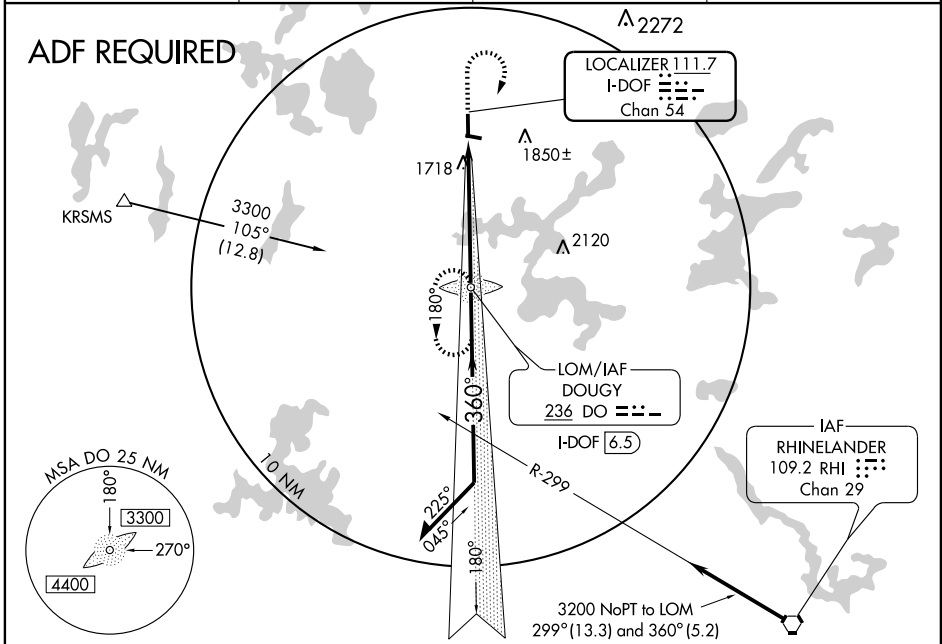 ADF REQUIRED
2272
LOCALIZER 111.7
I-DOF
Chan 54
1850±
1718
KRSMS
3300
105°
(12.8)
2120
180°
LOM/IAF
DOUGY
236 DO
I-DOF 6.5
360°
IAF
RHINELANDER
109.2 RHI
Chan 29
R-299
10 NM
MSA DO 25 NM
180°
3300
270°
4400
225°
045°
180°
3200 NoPT to LOM
299° (13.3) and 360° (5.2)